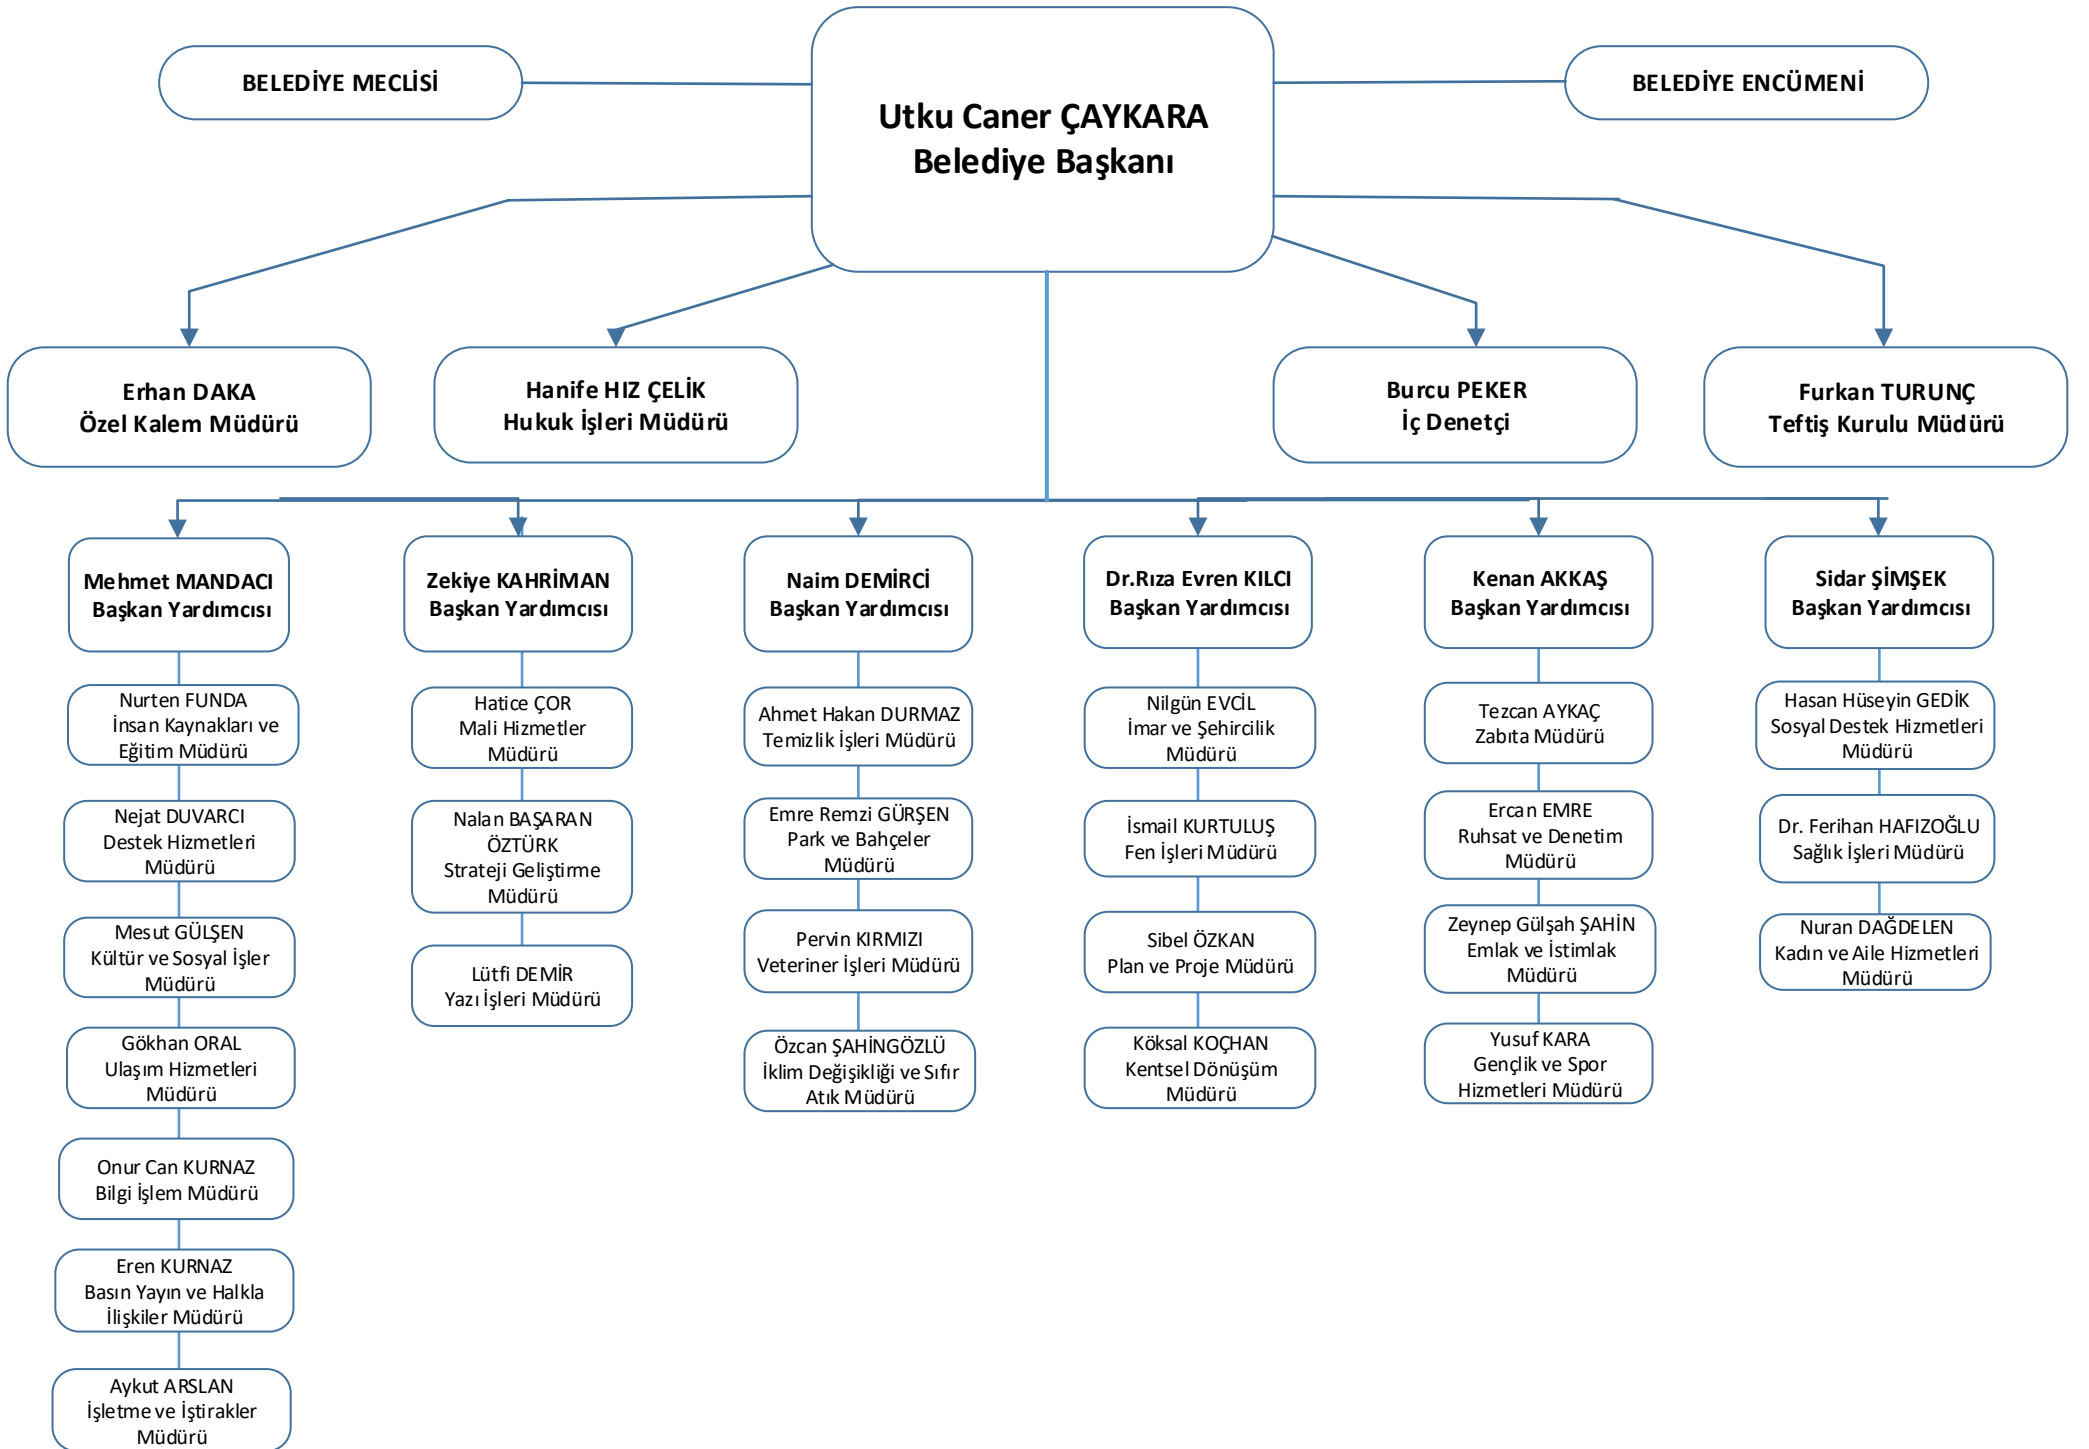 BELEDİYE MECLİSİ
Utku Caner ÇAYKARA
Belediye Başkanı
BELEDİYE ENCÜMENİ
Erhan DAKA
Özel Kalem Müdürü
Hanife HIZ ÇELİK
Hukuk İşleri Müdürü
Burcu PEKER
İç Denetçi
Furkan TURUNÇ
Teftiş Kurulu Müdürü
Mehmet MANDACI
Başkan Yardımcısı
Nurten FUNDA
İnsan Kaynakları ve
Eğitim Müdürü
Nejat DUVARCI
Destek Hizmetleri
Müdürü
Mesut GÜLŞEN
Kültür ve Sosyal İşler
Müdürü
Gökhan ORAL
Ulaşım Hizmetleri
Müdürü
Onur Can KURNAZ
Bilgi İşlem Müdürü
Eren KURNAZ
Basın Yayın ve Halkla
İlişkiler Müdürü
Aykut ARSLAN
İşletme ve İştirakler
Müdürü
Zekiye KAHRİMAN
Başkan Yardımcısı
Hatice ÇOR
Mali Hizmetler
Müdürü
Nalan BAŞARAN
ÖZTÜRK
Strateji Geliştirme
Müdürü
Lütfi DEMİR
Yazı İşleri Müdürü
Naim DEMİRCİ
Başkan Yardımcısı
Ahmet Hakan DURMAZ
Temizlik İşleri Müdürü
Emre Remzi GÜRŞEN
Park ve Bahçeler
Müdürü
Pervin KIRMIZI
Veteriner İşleri Müdürü
Özcan ŞAHİNGÖZLÜ
İklim Değişikliği ve Sıfır
Atık Müdürü
Dr.Rıza Evren KILCI
Başkan Yardımcısı
Nilgün EVCİL
İmar ve Şehircilik
Müdürü
İsmail KURTULUŞ
Fen İşleri Müdürü
Sibel ÖZKAN
Plan ve Proje Müdürü
Köksal KOÇHAN
Kentsel Dönüşüm
Müdürü
Kenan AKKAŞ
Başkan Yardımcısı
Tezcan AYKAÇ
Zabıta Müdürü
Ercan EMRE
Ruhsat ve Denetim
Müdürü
Zeynep Gülşah ŞAHİN
Emlak ve İstimlak
Müdürü
Yusuf KARA
Gençlik ve Spor
Hizmetleri Müdürü
Sidar ŞİMŞEK
Başkan Yardımcısı
Hasan Hüseyin GEDİK
Sosyal Destek Hizmetleri
Müdürü
Dr. Ferihan HAFIZOĞLU
Sağlık İşleri Müdürü
Nuran DAĞDELEN
Kadın ve Aile Hizmetleri
Müdürü